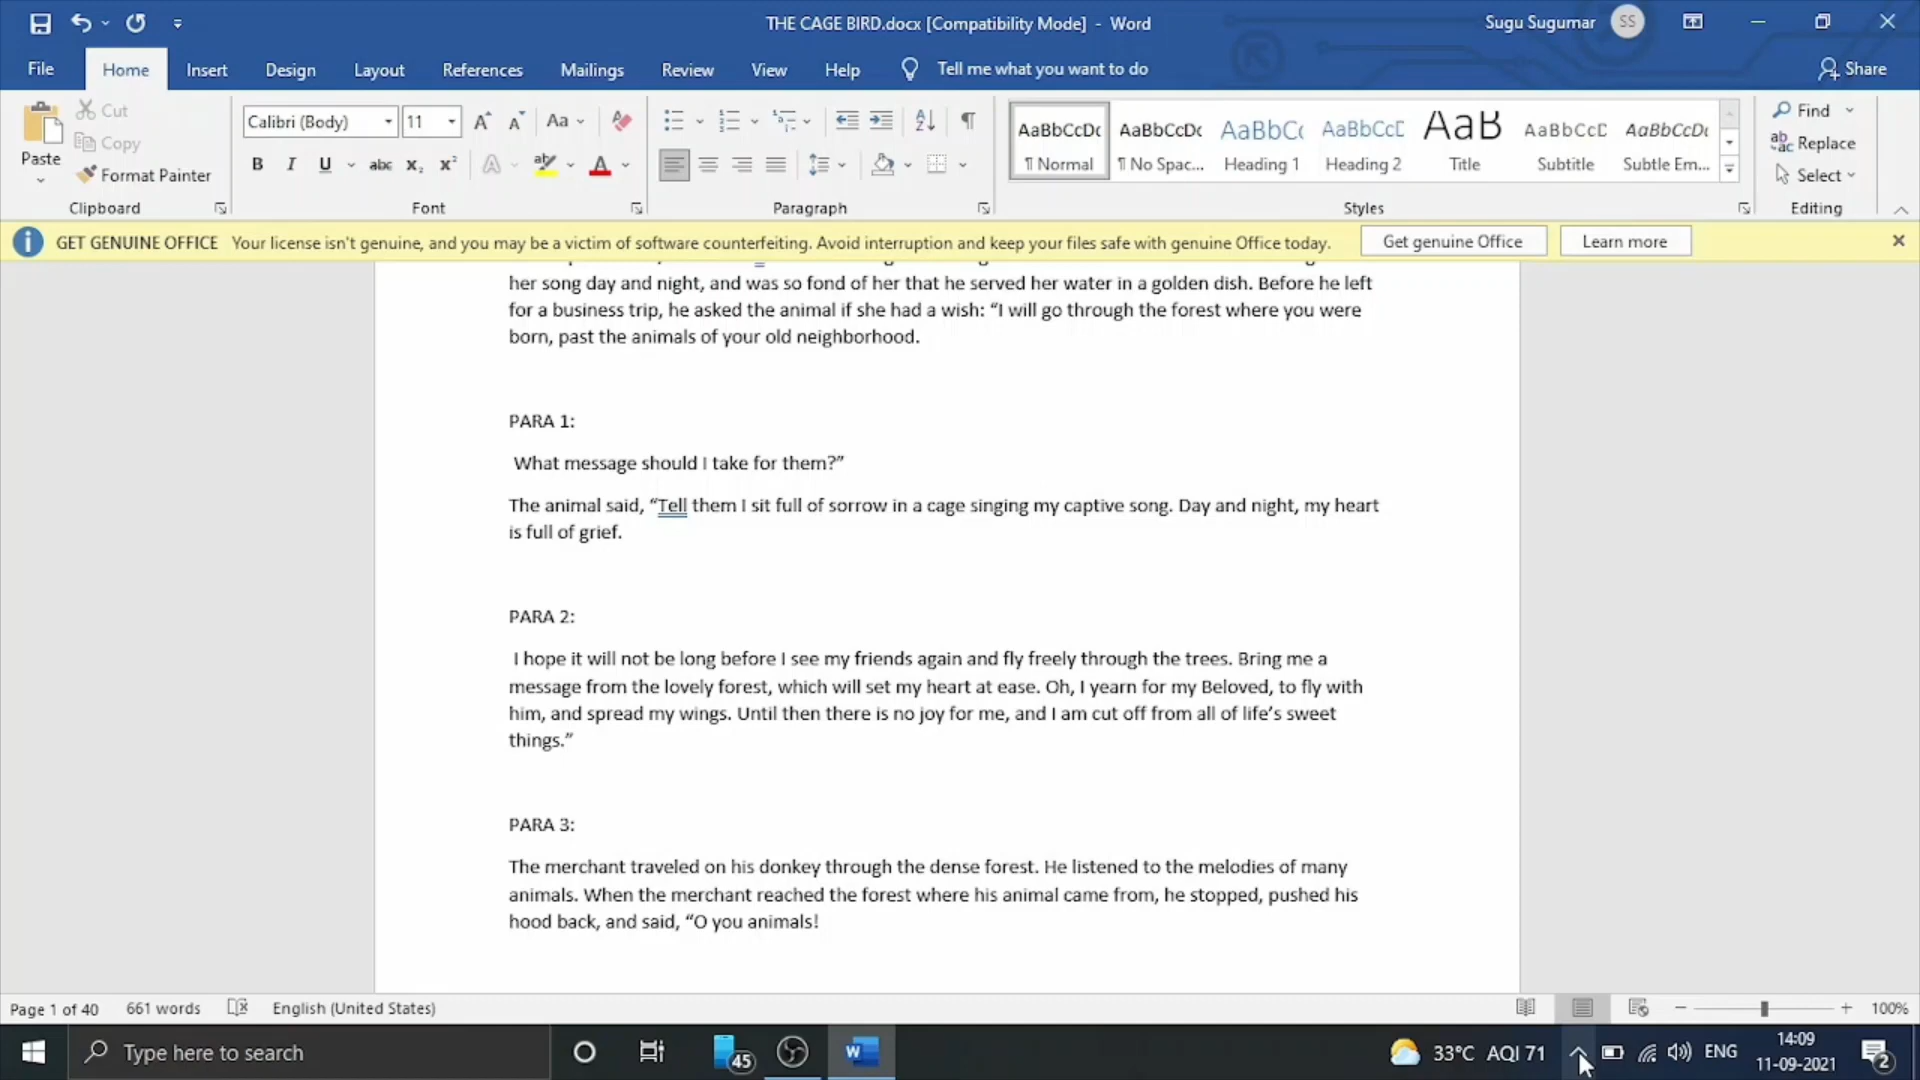 THE CAGE BIRD.docx [Compatibility Mode] - Word
Sugu Sugumar
SS
File
Home
Insert
Design
Layout
References
Mailings
Review
View
Help
Tell me what you want to do
Share
Paste
Cut
Copy
Format Painter
Clipboard
Calibri (Body)
11
Font
Paragraph
AaBbCcDc
¶ Normal
AaBbCcDc
¶ No Spac...
AaBbCc
Heading 1
AaBbCcD
Heading 2
AaB
Title
AaBbCcD
Subtitle
AaBbCcDc
Subtle Em...
Styles
Find
Replace
Select
Editing
GET GENUINE OFFICE Your license isn't genuine, and you may be a victim of software counterfeiting. Avoid interruption and keep your files safe with genuine Office today.
Get genuine Office
Learn more
her song day and night, and was so fond of her that he served her water in a golden dish. Before he left
for a business trip, he asked the animal if she had a wish: “I will go through the forest where you were
born, past the animals of your old neighborhood.
PARA 1:
What message should I take for them?”
The animal said, “Tell them I sit full of sorrow in a cage singing my captive song. Day and night, my heart
is full of grief.
PARA 2:
I hope it will not be long before I see my friends again and fly freely through the trees. Bring me a
message from the lovely forest, which will set my heart at ease. Oh, I yearn for my Beloved, to fly with
him, and spread my wings. Until then there is no joy for me, and I am cut off from all of life’s sweet
things.”
PARA 3:
The merchant traveled on his donkey through the dense forest. He listened to the melodies of many
animals. When the merchant reached the forest where his animal came from, he stopped, pushed his
hood back, and said, “O you animals!
Page 1 of 40
661 words
English (United States)
100%
Type here to search
45
33°C AQI 71
ENG
14:09
11-09-2021
2